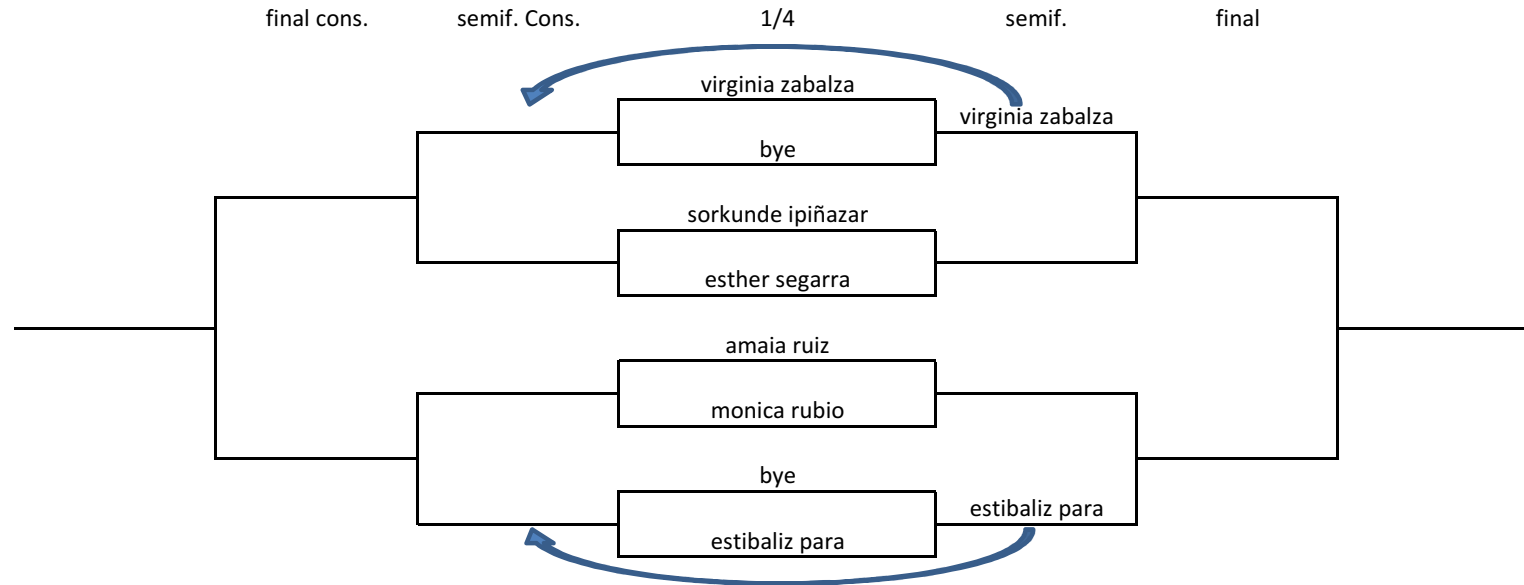 final cons. semif. Cons. 1/4 semif. final
virginia zabalza
virginia zabalza
bye
sorkunde ipiñazar
esther segarra
amaia ruiz
monica rubio
bye
estibaliz para
estibaliz para